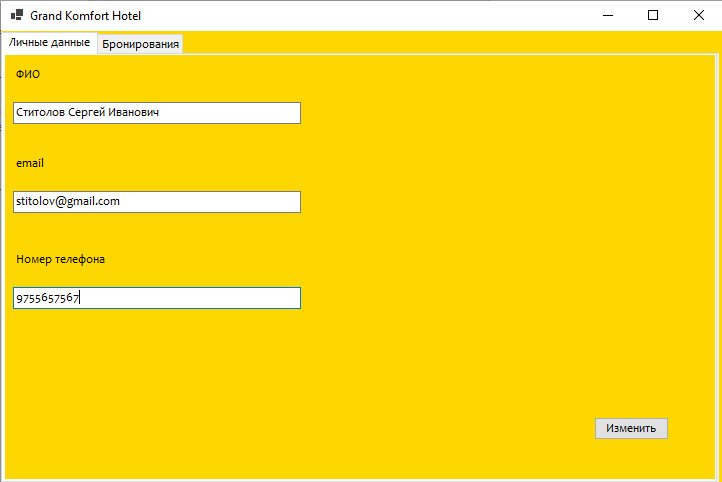 Grand Komfort Hotel
Личные данные Бронирования
ФИО
Ститолов Сергей Иванович
email
stitolov@gmail.com
Номер телефона
9755657567
Изменить